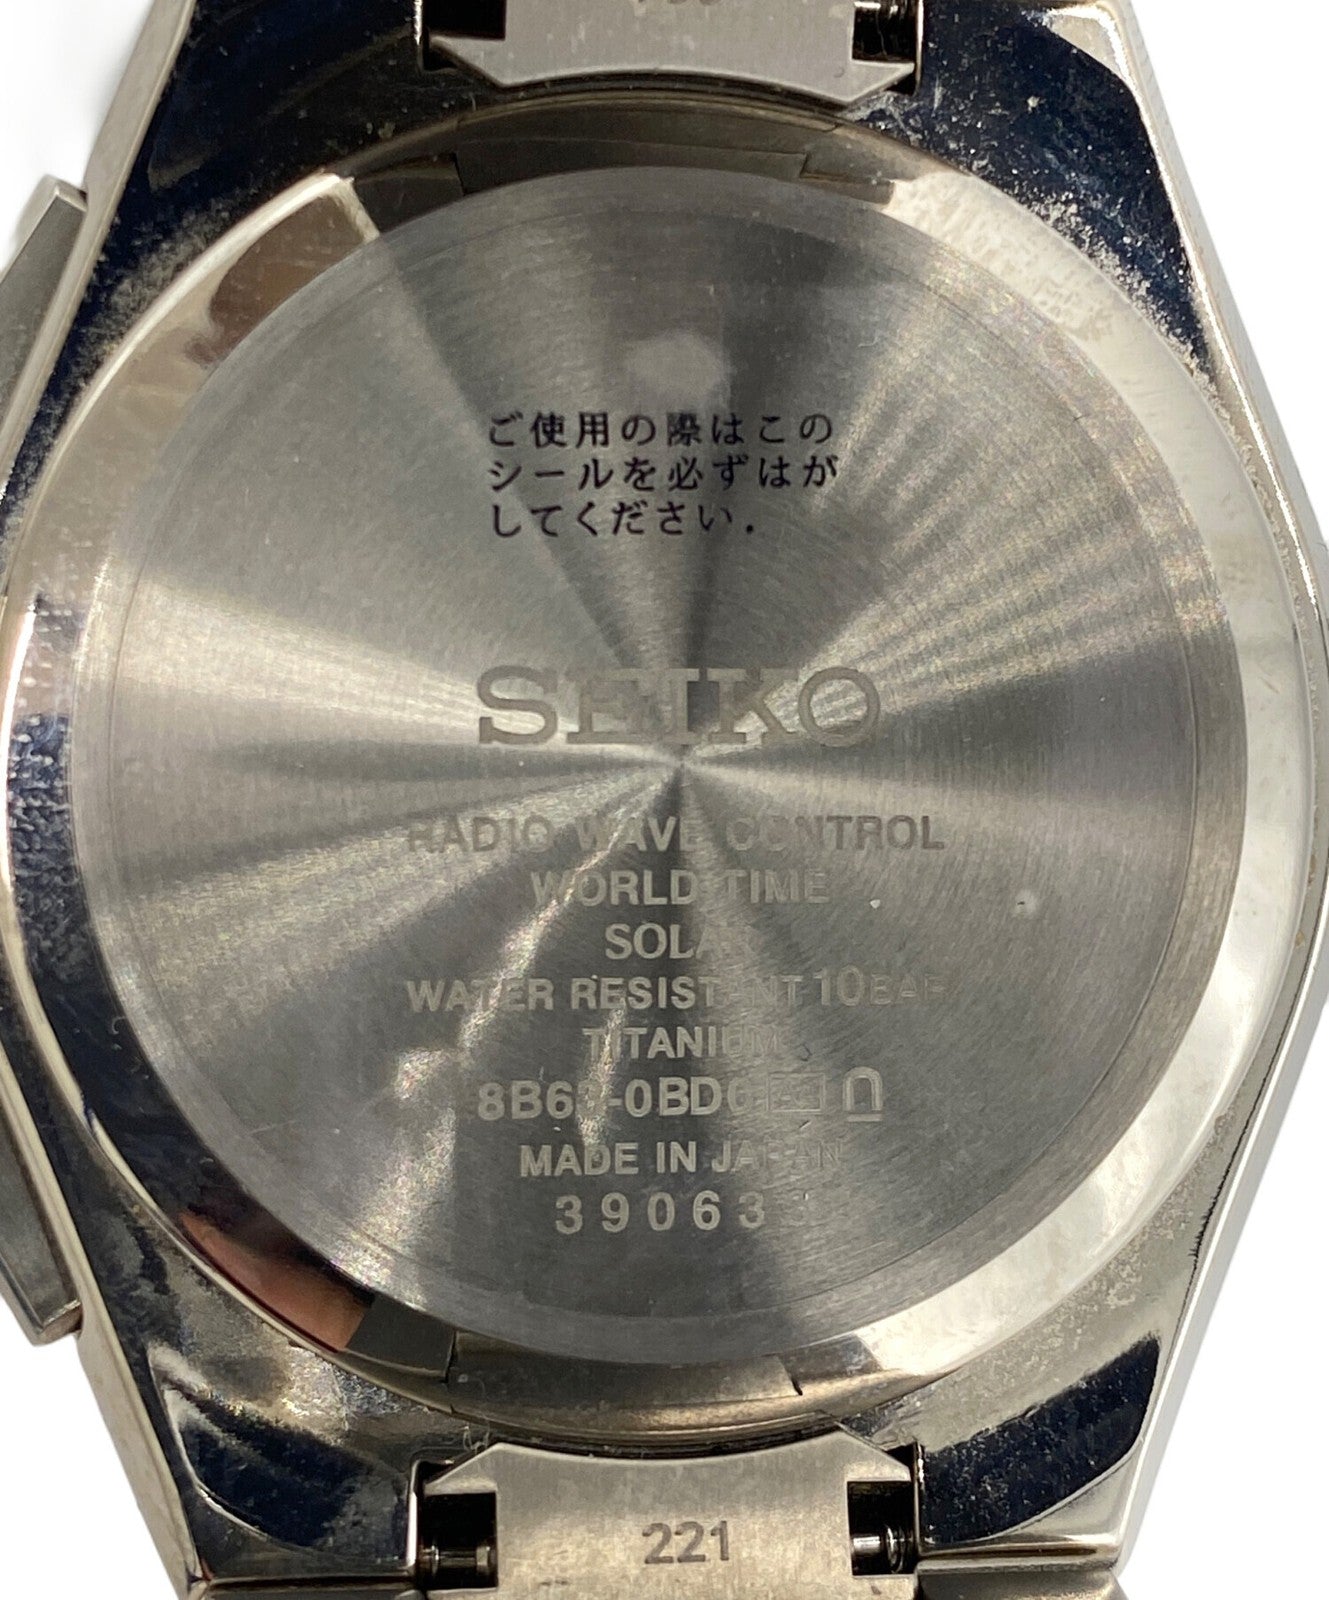 ご使用の際はこの
シールを必ずはが
してください.
SEIKO
RADIO WAVE CONTROL
WORLD TIME
SOLAR
WATER RESISTANT 10BAR
TITANIUM
MADE IN JAPAN
221